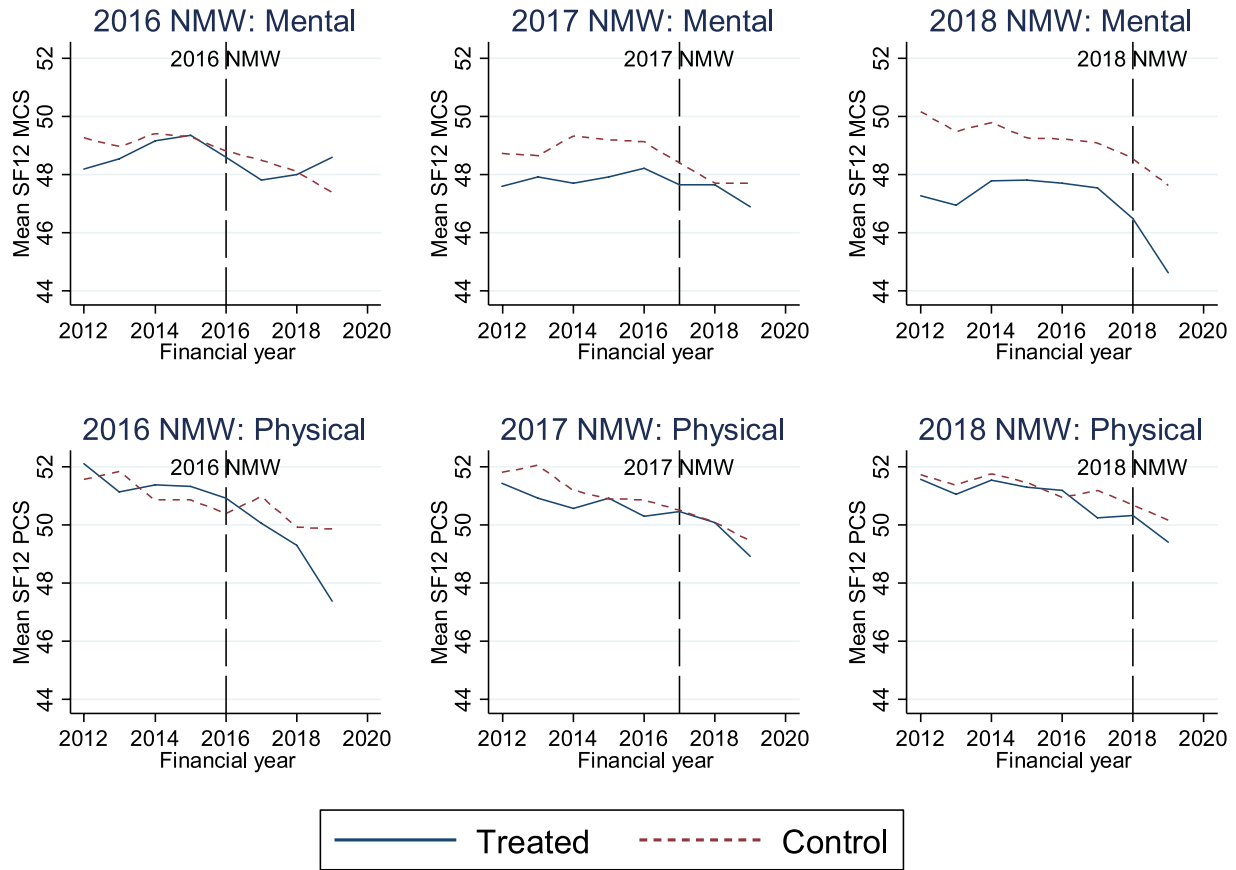 2016 NMW: Mental
2016 NMW
Mean SF12 MCS
52
50
48
46
44
2012 2014 2016 2018 2020
Financial year
2017 NMW: Mental
2017 NMW
Mean SF12 MCS
52
50
48
46
44
2012 2014 2016 2018 2020
Financial year
2018 NMW: Mental
2018 NMW
Mean SF12 MCS
52
50
48
46
44
2012 2014 2016 2018 2020
Financial year
2016 NMW: Physical
2016 NMW
Mean SF12 PCS
52
50
48
46
44
2012 2014 2016 2018 2020
Financial year
2017 NMW: Physical
2017 NMW
Mean SF12 PCS
52
50
48
46
44
2012 2014 2016 2018 2020
Financial year
2018 NMW: Physical
2018 NMW
Mean SF12 PCS
52
50
48
46
44
2012 2014 2016 2018 2020
Financial year
Treated Control